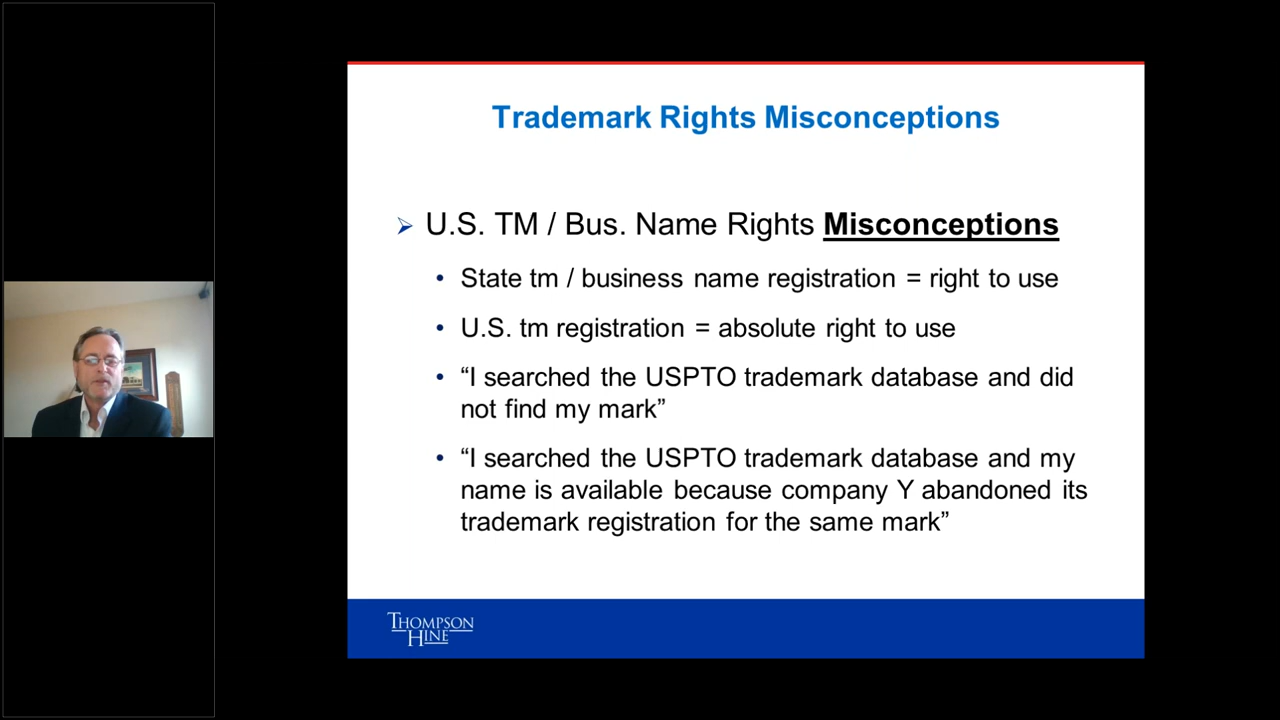 Trademark Rights Misconceptions
U.S. TM / Bus. Name Rights Misconceptions
• State tm / business name registration = right to use
• U.S. tm registration = absolute right to use
• “I searched the USPTO trademark database and did
not find my mark”
• “I searched the USPTO trademark database and my
name is available because company Y abandoned its
trademark registration for the same mark”
THOMPSON
HINE